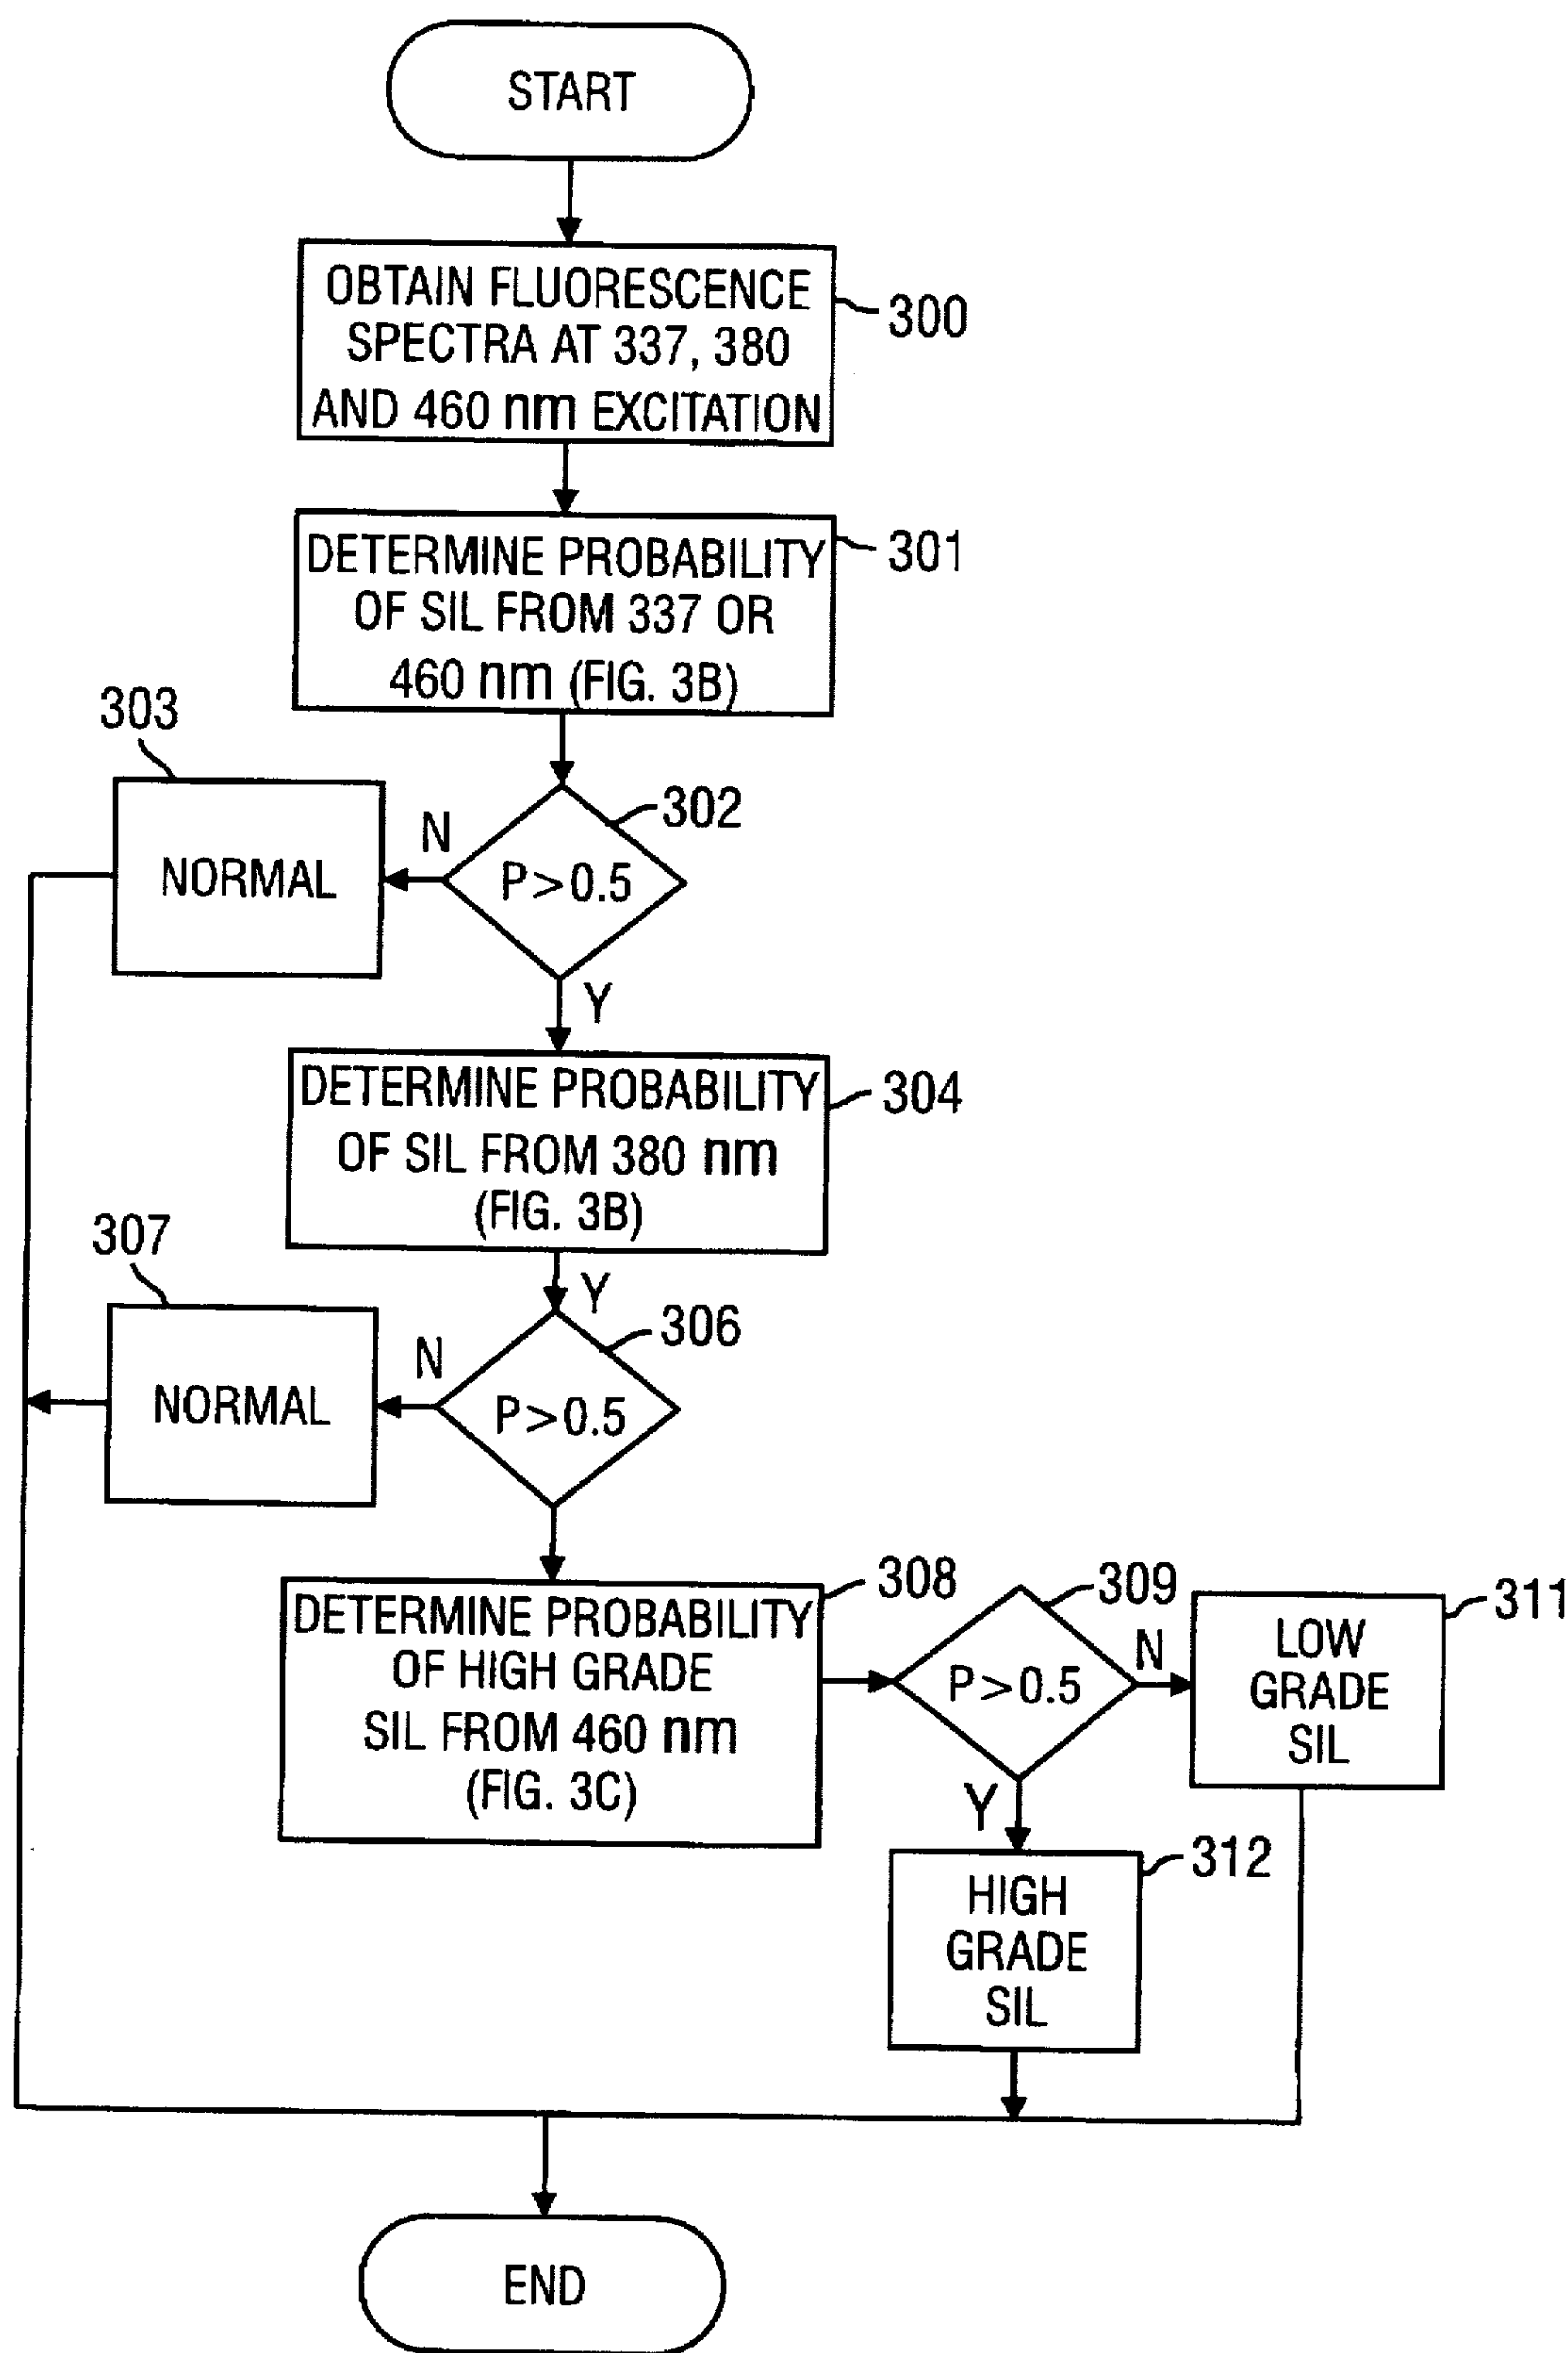 START
OBTAIN FLUORESCENCE
SPECTRA AT 337, 380
AND 460 nm EXCITATION
300
DETERMINE PROBABILITY
OF SIL FROM 337 OR
460 nm (FIG. 3B)
301
303
NORMAL
N
302
P>0.5
Y
DETERMINE PROBABILITY
OF SIL FROM 380 nm
(FIG. 3B)
304
307
NORMAL
Y
N
306
P>0.5
DETERMINE PROBABILITY
OF HIGH GRADE
SIL FROM 460 nm
(FIG. 3C)
308
309
P>0.5
N
311
LOW
GRADE
SIL
Y
312
HIGH
GRADE
SIL
END